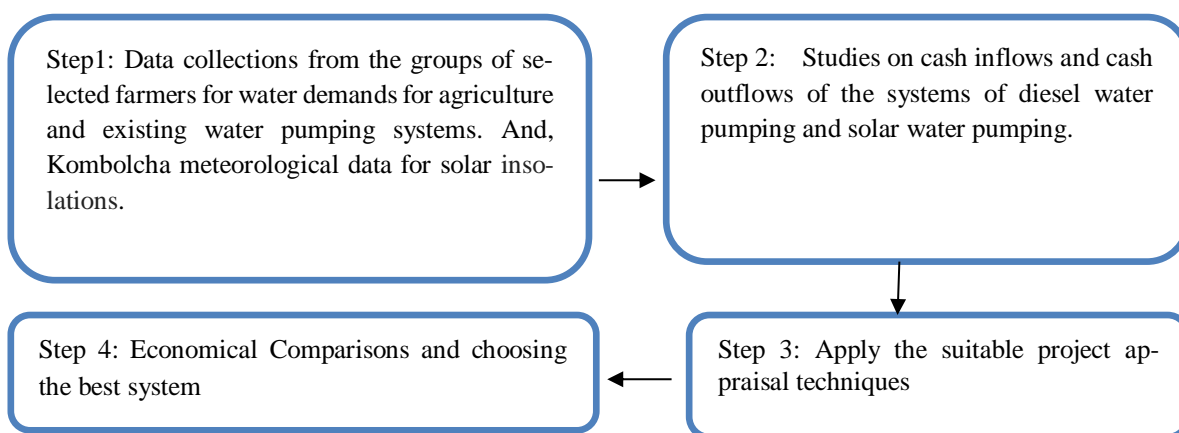 Step1: Data collections from the groups of se-
lected farmers for water demands for agriculture
and existing water pumping systems. And,
Kombolcha meteorological data for solar inso-
lations.
Step 2: Studies on cash inflows and cash
outflows of the systems of diesel water
pumping and solar water pumping.
Step 3: Apply the suitable project ap-
praisal techniques
Step 4: Economical Comparisons and choosing
the best system